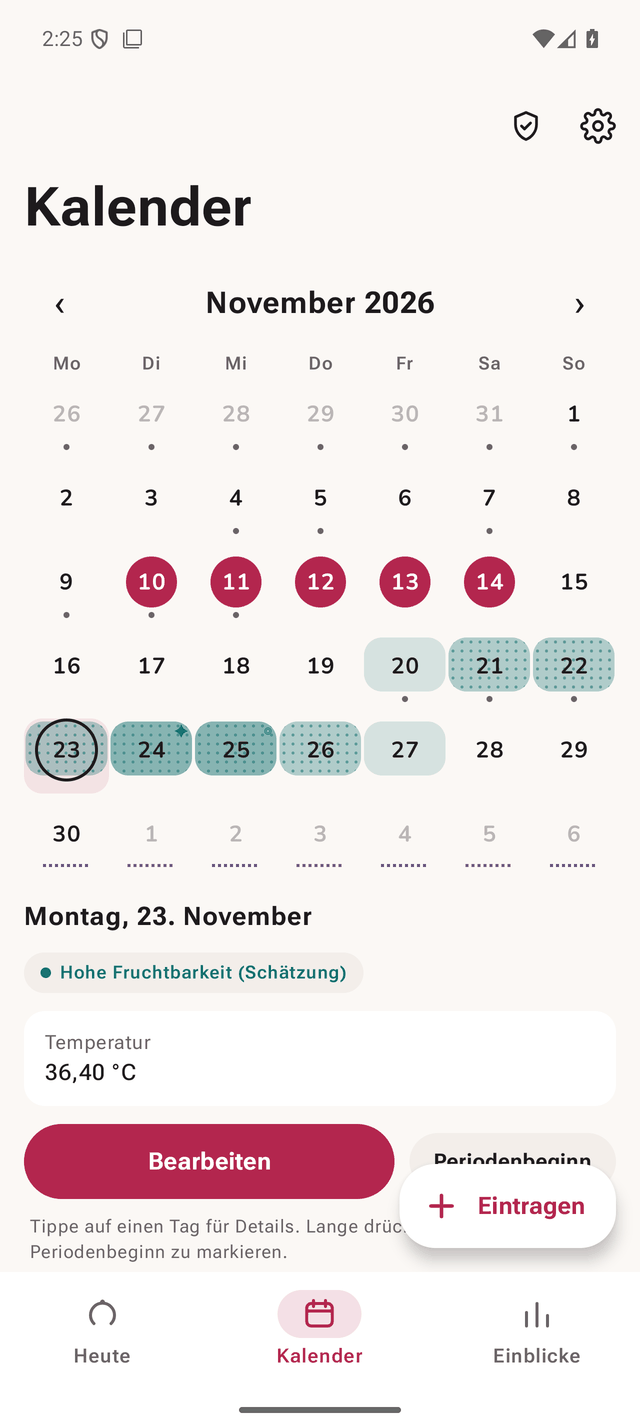 2:25
Kalender
‹ November 2026 ›
Mo Di Mi Do Fr Sa So
26 27 28 29 30 31 1
2 3 4 5 6 7 8
9 10 11 12 13 14 15
16 17 18 19 20 21 22
23 24 25 26 27 28 29
30 1 2 3 4 5 6
Montag, 23. November
Hohe Fruchtbarkeit (Schätzung)
Temperatur
36,40 °C
Bearbeiten Periodenbeginn
Eintragen
Tippe auf einen Tag für Details. Lange
Periodenbeginn zu markieren.
Heute Kalender Einblicke